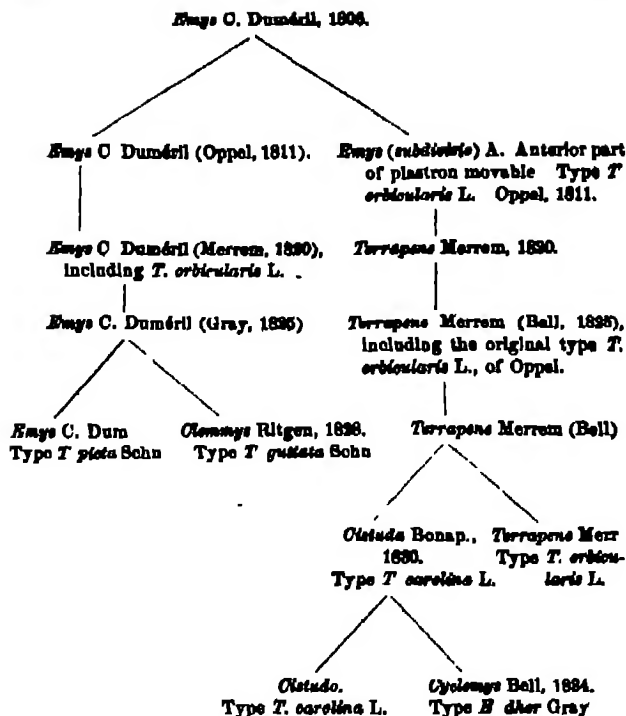 Emys C. Duméril, 1806.
Emys C Duméril (Oppel, 1811).
Emys (subdivisio) A. Anterior part
of plastron movable Type T
orbicularis L. Oppel, 1811.
Emys C Duméril (Merrem, 1820),
including T. orbicularis L.
Terrapene Merrem, 1820.
Emys C. Duméril (Gray, 1825)
Terrapene Merrem (Bell, 1825),
including the original type T.
orbicularis L., of Oppel.
Emys C. Dum
Type T picta Schn
Clemmys Ritgen, 1828.
Type T guttata Schn
Terrapene Merrem (Bell)
Cistuda Bonap.,
1830.
Type T carolina L.
Terrapene Merr
Type T. orbicu-
laris L.
Cistudo.
Type T. carolina L.
Cyclemys Bell, 1834.
Type E dhor Gray